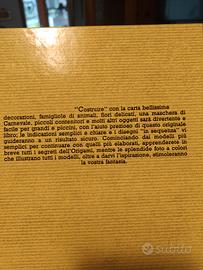 "Costruire" con la carta bellissime
decorazioni, famigliole di animali, fiori delicati, una maschera di
Carnevale, piccoli contenitori e molti altri oggetti sarà divertente e
facile per grandi e piccini, con l'aiuto prezioso di questo originale
libro; le indicazioni semplici e chiare e i disegni "in sequenza" vi
guideranno a un risultato sicuro. Cominciando dai modelli più
semplici per continuare con quelli più elaborati, apprenderete in
breve tutti i segreti dell'Origami, mentre le splendide foto a colori
che illustrano tutti i modelli, oltre a darvi l'ispirazione, stimoleranno
la vostra fantasia.
Subito